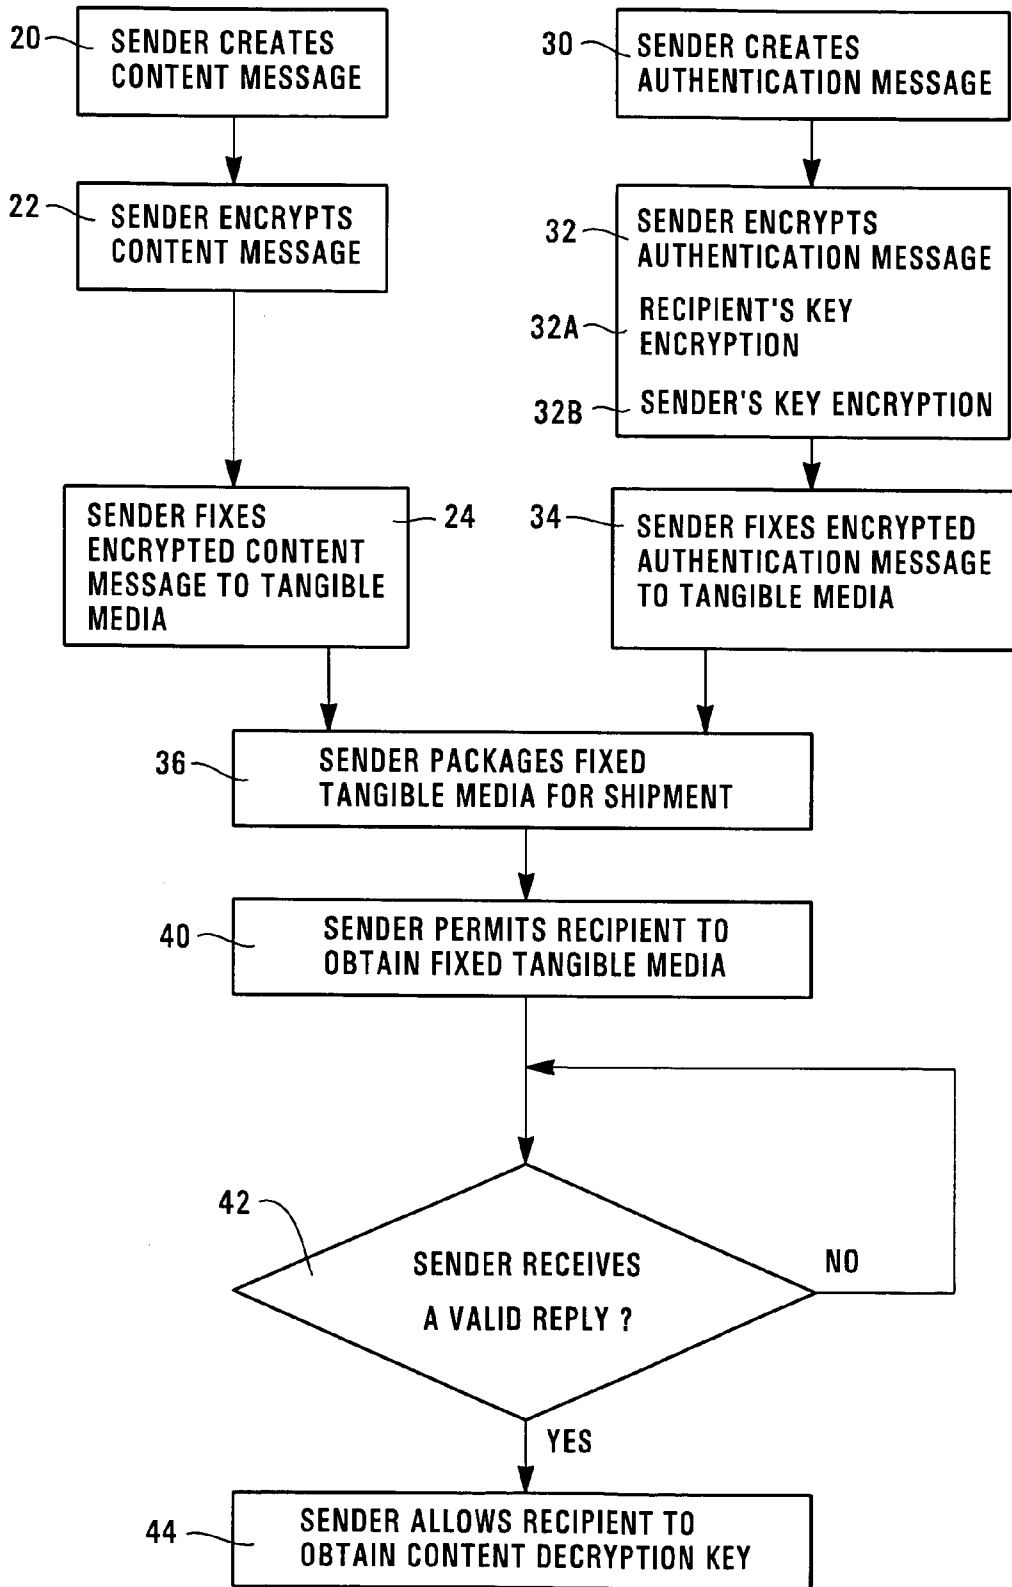 20
SENDER CREATES
CONTENT MESSAGE
30
SENDER CREATES
AUTHENTICATION MESSAGE
22
SENDER ENCRYPTS
CONTENT MESSAGE
32
SENDER ENCRYPTS
AUTHENTICATION MESSAGE
32A
RECIPIENT'S KEY
ENCRYPTION
32B
SENDER'S KEY ENCRYPTION
SENDER FIXES
ENCRYPTED CONTENT
MESSAGE TO TANGIBLE
MEDIA
24
34
SENDER FIXES ENCRYPTED
AUTHENTICATION MESSAGE
TO TANGIBLE MEDIA
36
SENDER PACKAGES FIXED
TANGIBLE MEDIA FOR SHIPMENT
40
SENDER PERMITS RECIPIENT TO
OBTAIN FIXED TANGIBLE MEDIA
42
SENDER RECEIVES
A VALID REPLY ?
NO
YES
44
SENDER ALLOWS RECIPIENT TO
OBTAIN CONTENT DECRYPTION KEY